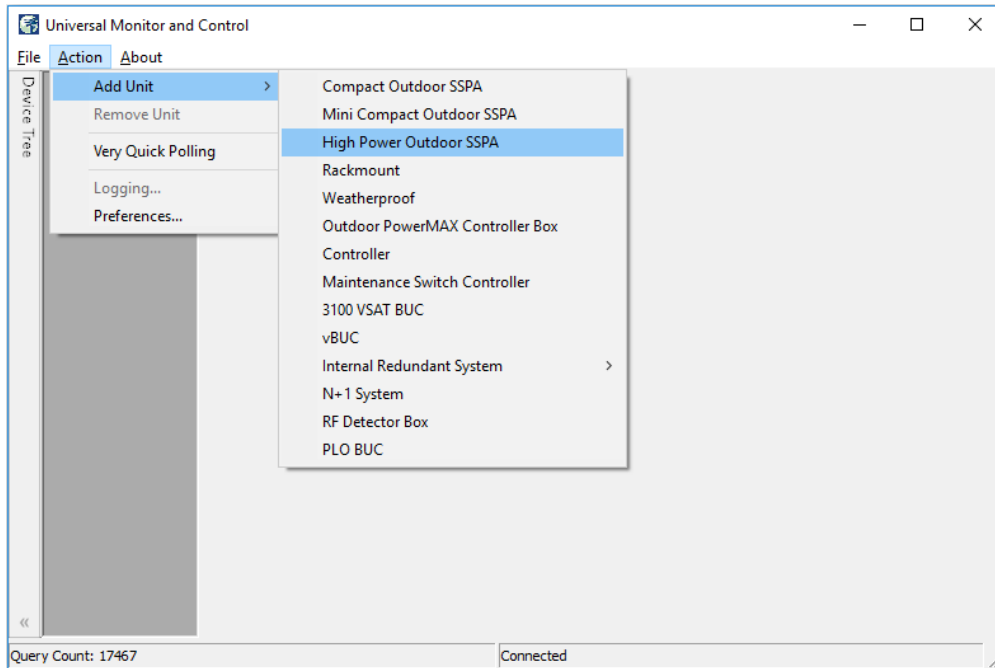 Universal Monitor and Control
File Action About
Device Tree
Add Unit
Remove Unit
Very Quick Polling
Logging...
Preferences...
Compact Outdoor SSPA
Mini Compact Outdoor SSPA
High Power Outdoor SSPA
Rackmount
Weatherproof
Outdoor PowerMAX Controller Box
Controller
Maintenance Switch Controller
3100 VSAT BUC
vBUC
Internal Redundant System
N+1 System
RF Detector Box
PLO BUC
Query Count: 17467
Connected